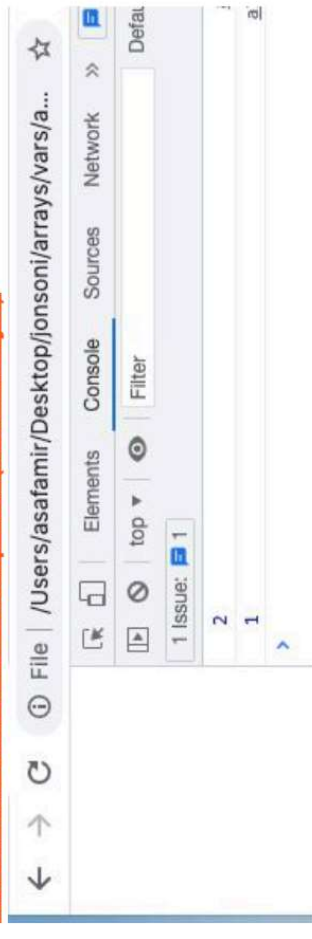 File | /Users/asafamir/Desktop/jonsoni/arrays/vars/a...
Elements Console Sources Network »
top ▼ Filter Defau
1 Issue: 1
2
1 a
>